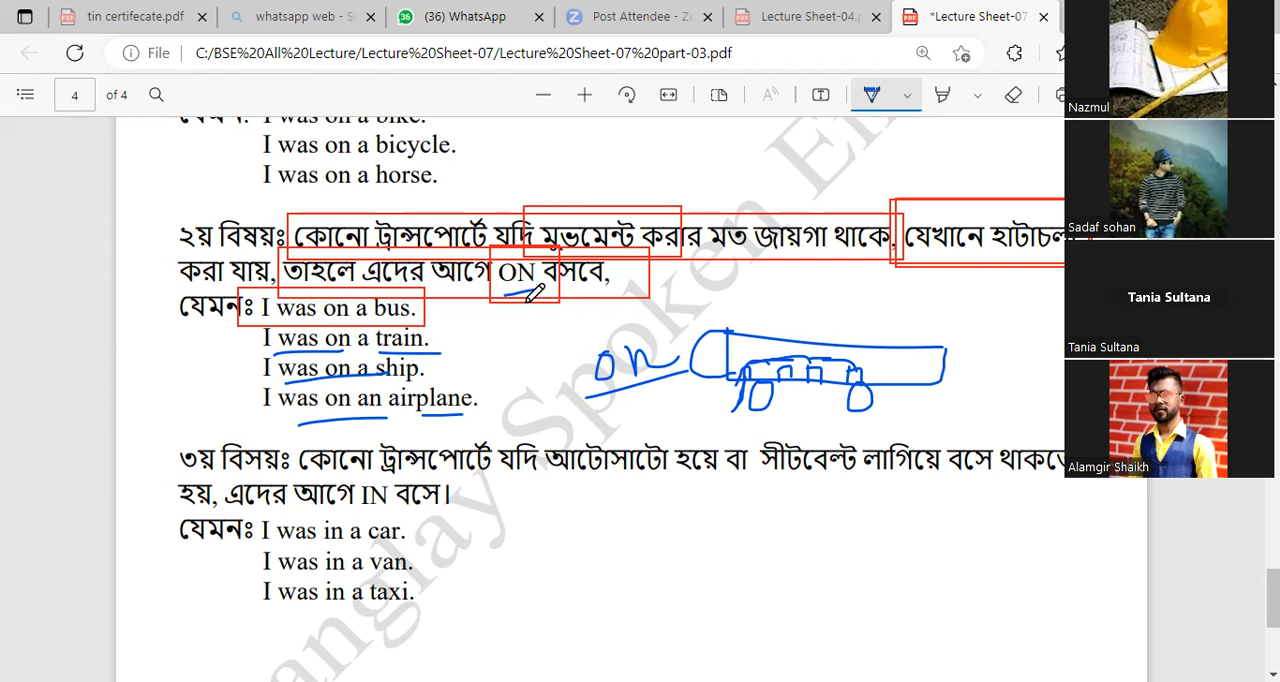 tin certifecate.pdf
whatsapp web - S
(36) WhatsApp
Post Attendee - Z
Lecture Sheet-04.
*Lecture Sheet-07
File C:/BSE%20All%20Lecture/Lecture%20Sheet-07/Lecture%20Sheet-07%20part-03.pdf
4 of 4
I was on a bike.
I was on a bicycle.
I was on a horse.
২য় বিষয়ঃ কোনো ট্রান্সপোর্টে যদি মুভমেন্ট করার মত জায়গা থাকে, যেখানে হাটাচলা
করা যায়, তাহলে এদের আগে ON বসবে,
যেমনঃ I was on a bus.
I was on a train.
I was on a ship.
I was on an airplane.
on
৩য় বিসয়ঃ কোনো ট্রান্সপোর্টে যদি আটোসাটো হয়ে বা সীটবেল্ট লাগিয়ে বসে থাকতে
হয়, এদের আগে IN বসে।
যেমনঃ I was in a car.
I was in a van.
I was in a taxi.
anglay Spoken En
Nazmul
Sadaf sohan
Tania Sultana
Tania Sultana
Alamgir Shaikh